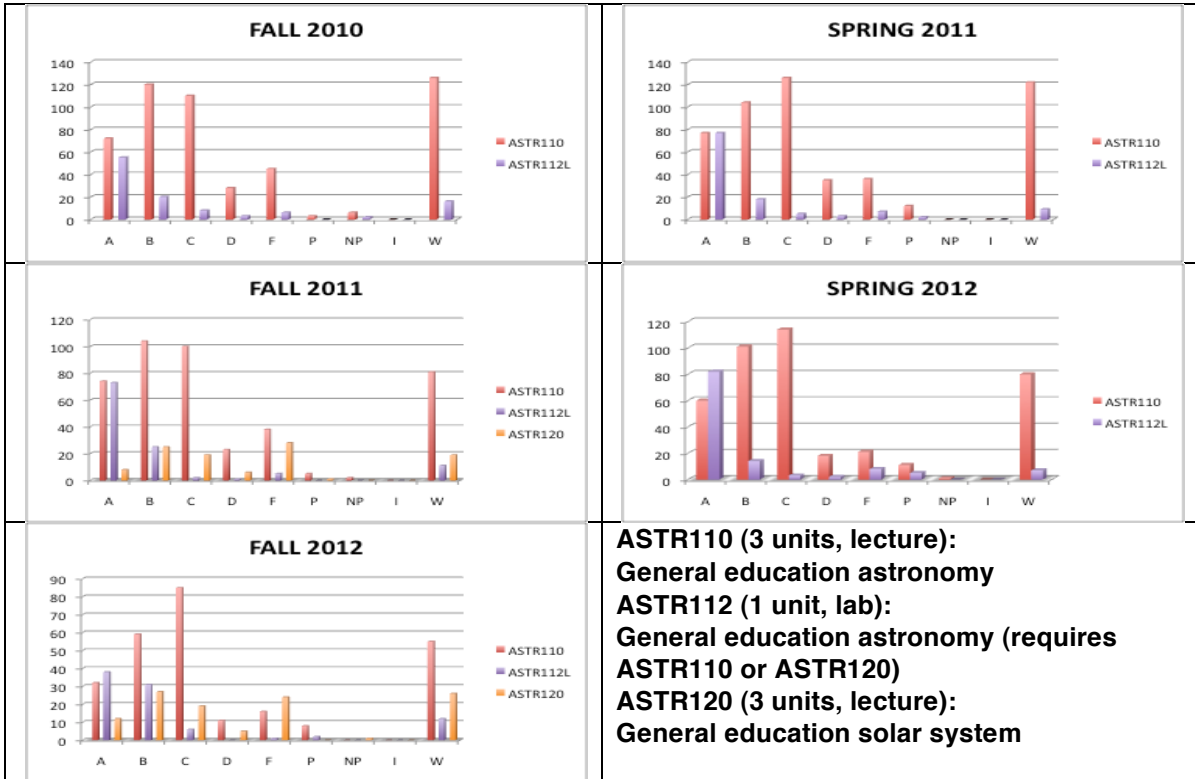 FALL 2010
140
120
100
80
60
40
20
0
A B C D F P NP I W
ASTR110
ASTR112L
SPRING 2011
140
120
100
80
60
40
20
0
A B C D F P NP I W
ASTR110
ASTR112L
FALL 2011
120
100
80
60
40
20
0
A B C D F P NP I W
ASTR110
ASTR112L
ASTR120
SPRING 2012
120
100
80
60
40
20
0
A B C D F P NP I W
ASTR110
ASTR112L
FALL 2012
90
80
70
60
50
40
30
20
10
0
A B C D F P NP I W
ASTR110
ASTR112L
ASTR120
ASTR110 (3 units, lecture):
General education astronomy
ASTR112 (1 unit, lab):
General education astronomy (requires
ASTR110 or ASTR120)
ASTR120 (3 units, lecture):
General education solar system